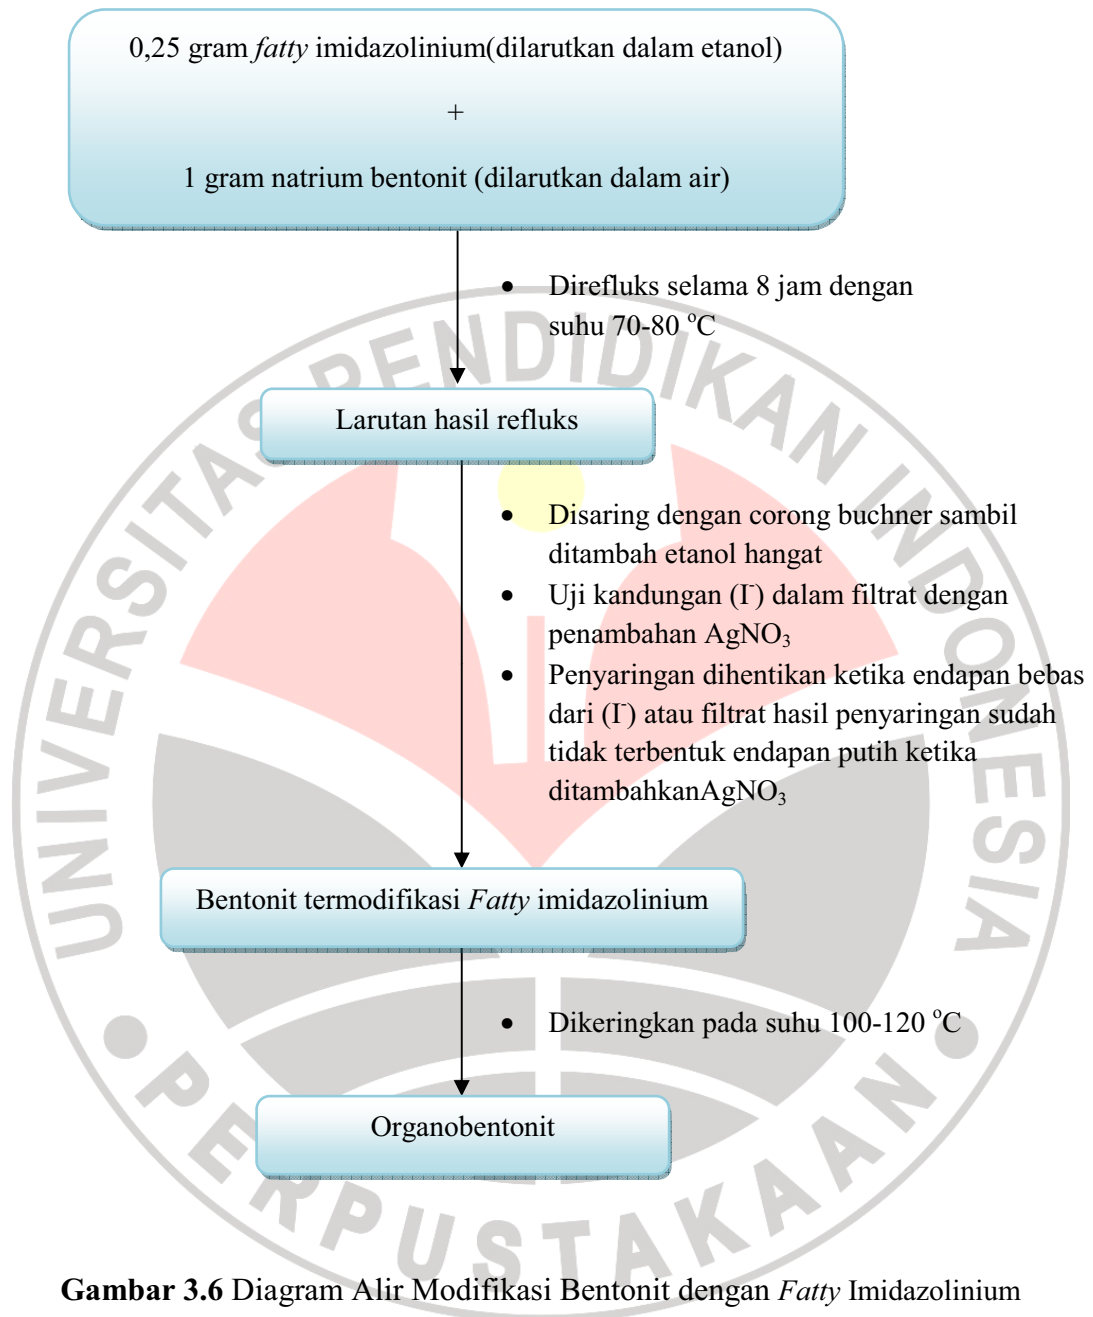 0,25 gram fatty imidazolinium(dilarutkan dalam etanol)
+
1 gram natrium bentonit (dilarutkan dalam air)
• Direfluks selama 8 jam dengan
suhu 70-80 °C
Larutan hasil refluks
• Disaring dengan corong buchner sambil
ditambah etanol hangat
• Uji kandungan (I⁻) dalam filtrat dengan
penambahan AgNO₃
• Penyaringan dihentikan ketika endapan bebas
dari (I⁻) atau filtrat hasil penyaringan sudah
tidak terbentuk endapan putih ketika
ditambahkanAgNO₃
Bentonit termodifikasi Fatty imidazolinium
• Dikeringkan pada suhu 100-120 °C
Organobentonit
Gambar 3.6 Diagram Alir Modifikasi Bentonit dengan Fatty Imidazolinium
UNIVERSITAS PENDIDIKAN INDONESIA
PERPUSTAKAAN